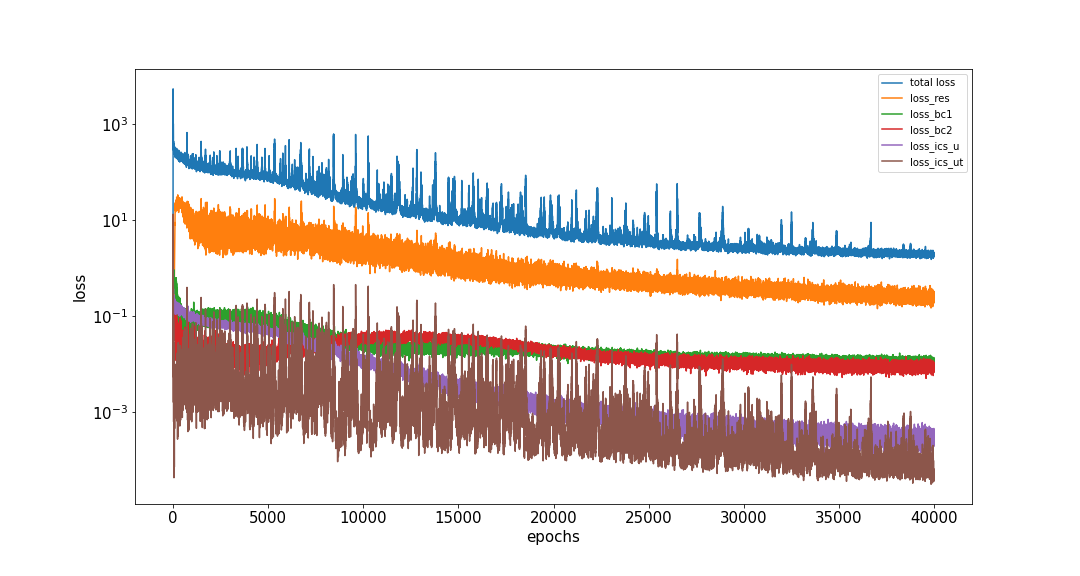 total loss
loss_res
loss_bc1
loss_bc2
loss_ics_u
loss_ics_ut
10³
10¹
10⁻¹
10⁻³
loss
0 5000 10000 15000 20000 25000 30000 35000 40000
epochs